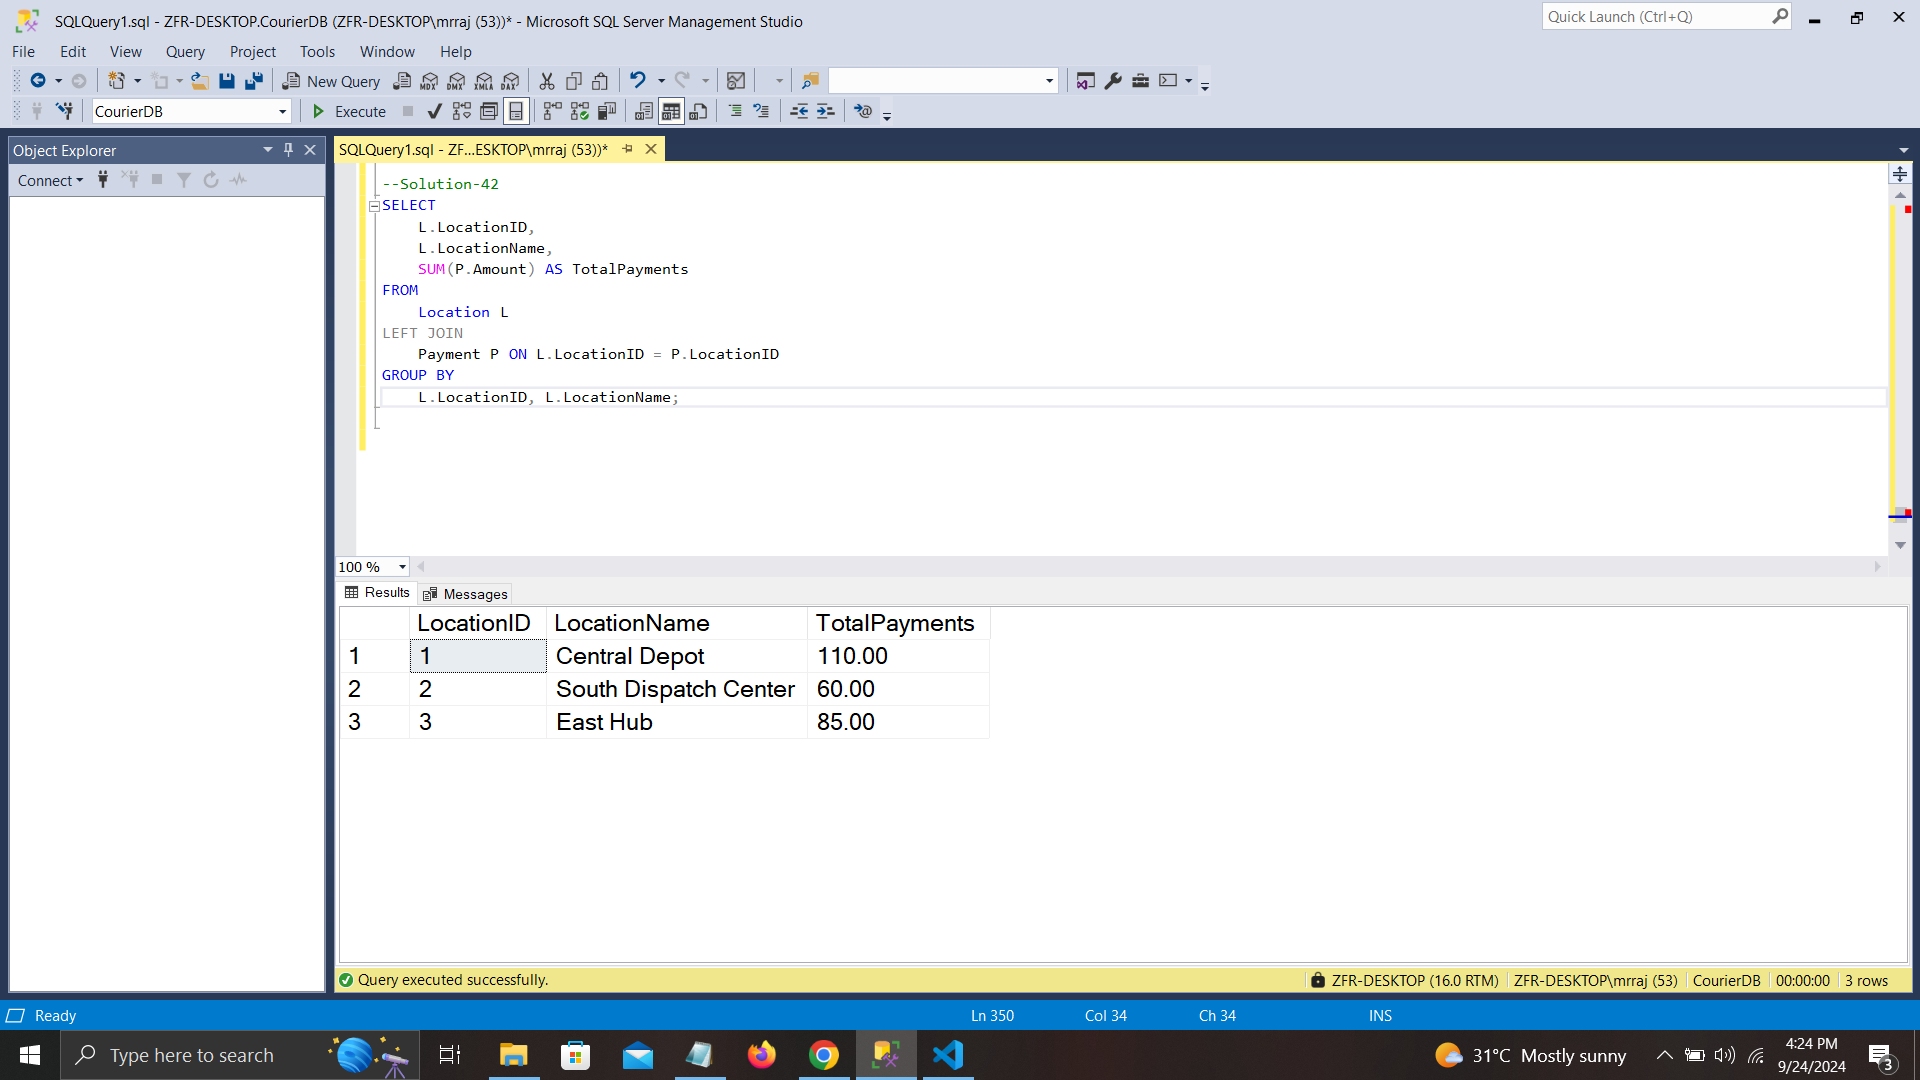 SQLQuery1.sql - ZFR-DESKTOP.CourierDB (ZFR-DESKTOP\mrraj (53))* - Microsoft SQL Server Management Studio
Quick Launch (Ctrl+Q)
File Edit View Query Project Tools Window Help
New Query MDX DMX XMLA DAX
CourierDB Execute
Object Explorer
Connect
SQLQuery1.sql - ZF...ESKTOP\mrraj (53))*
--Solution-42
SELECT
L.LocationID,
L.LocationName,
SUM(P.Amount) AS TotalPayments
FROM
Location L
LEFT JOIN
Payment P ON L.LocationID = P.LocationID
GROUP BY
L.LocationID, L.LocationName;
100 %
Results Messages
LocationID LocationName TotalPayments
1 1 Central Depot 110.00
2 2 South Dispatch Center 60.00
3 3 East Hub 85.00
Query executed successfully. ZFR-DESKTOP (16.0 RTM) ZFR-DESKTOP\mrraj (53) CourierDB 00:00:00 3 rows
Ready Ln 350 Col 34 Ch 34 INS
Type here to search 31°C Mostly sunny 4:24 PM
9/24/2024 3